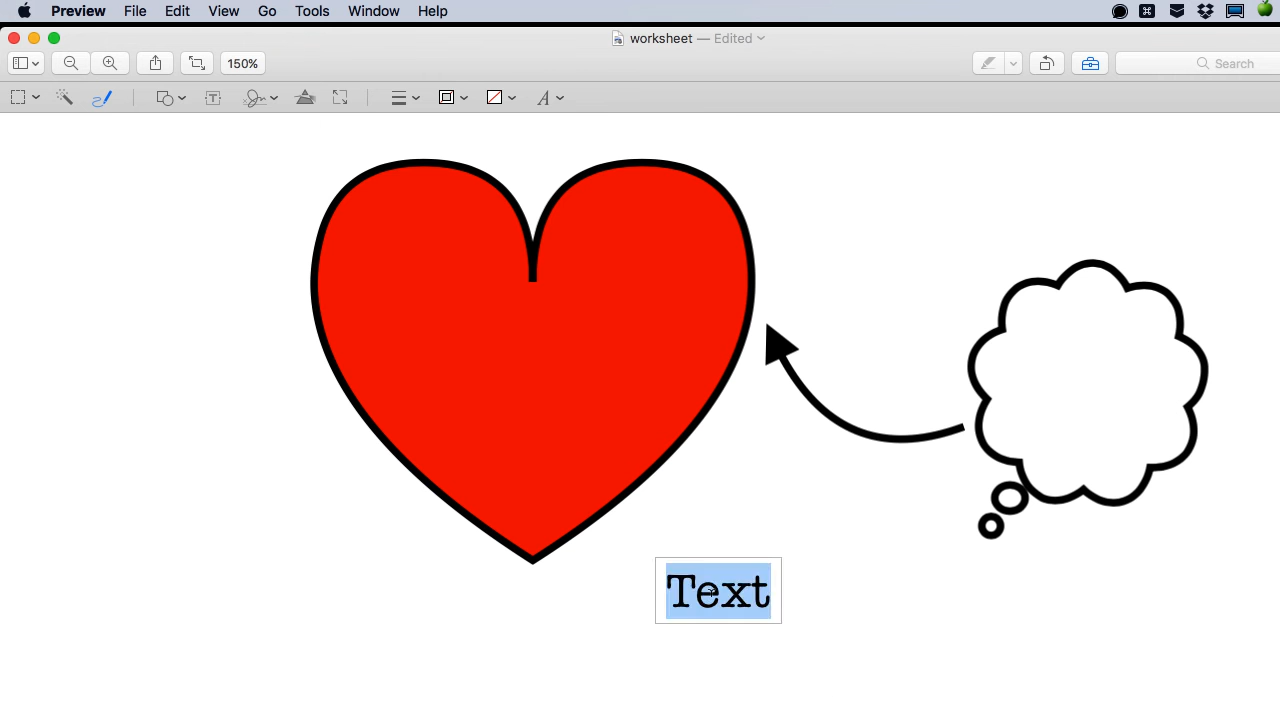 Preview File Edit View Go Tools Window Help
worksheet — Edited
150% Search
T A
Text